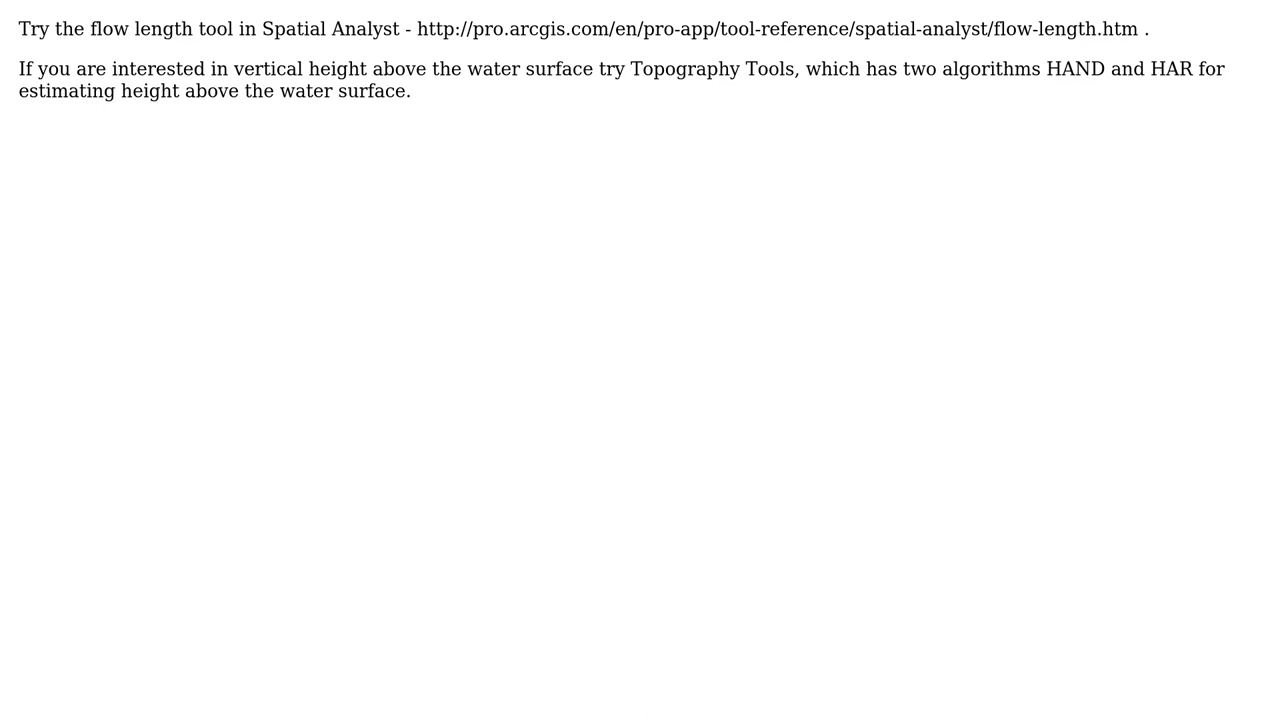 Try the flow length tool in Spatial Analyst - http://pro.arcgis.com/en/pro-app/tool-reference/spatial-analyst/flow-length.htm .
If you are interested in vertical height above the water surface try Topography Tools, which has two algorithms HAND and HAR for
estimating height above the water surface.